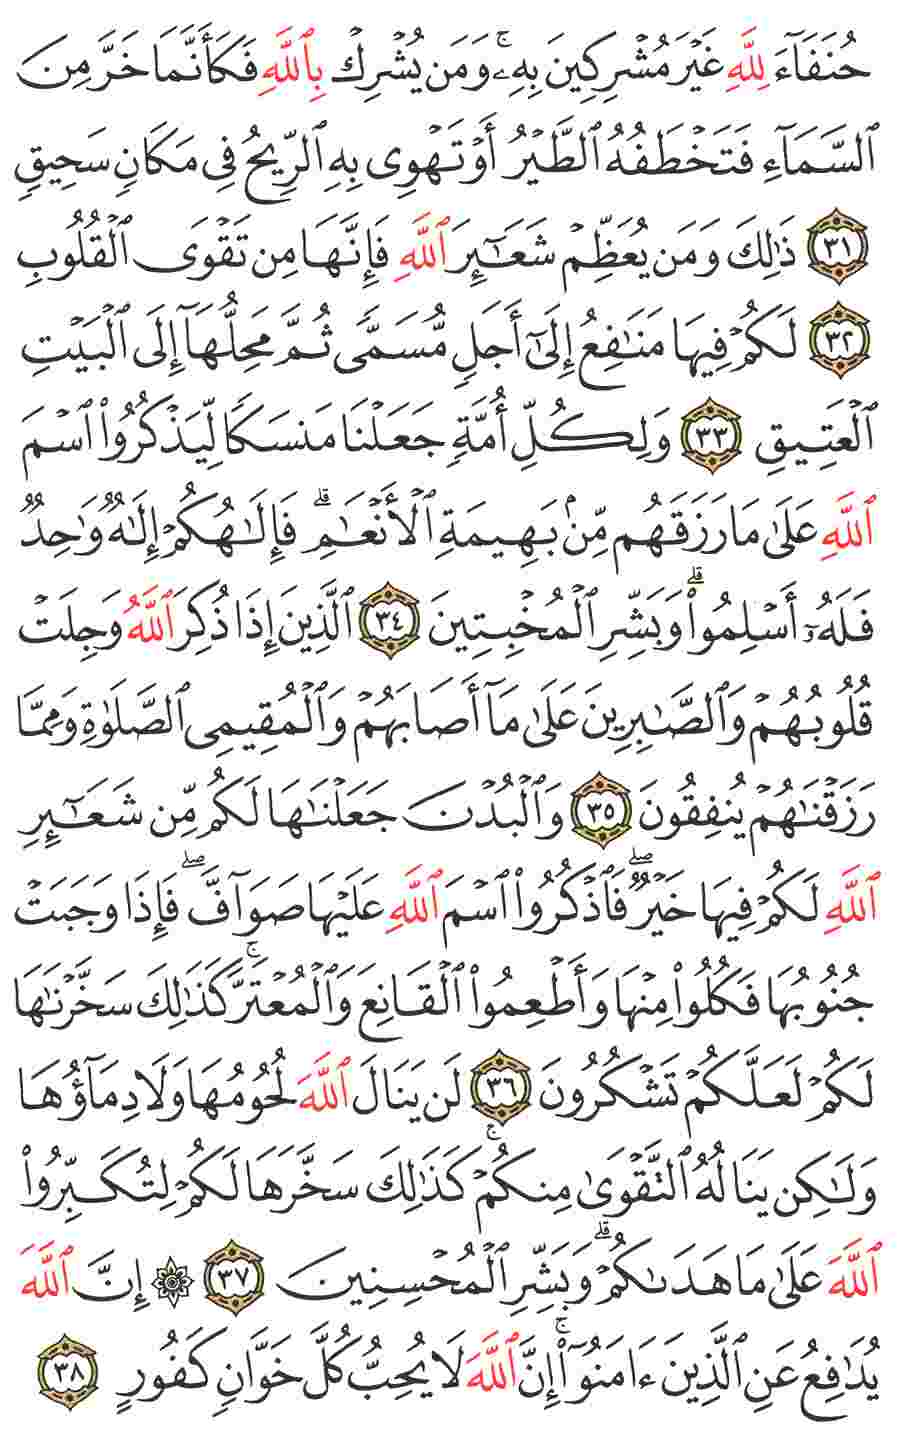 حُنَفَآءَ لِلَّهِ غَيْرَ مُشْرِكِينَ بِهِۦۚ وَمَن يُشْرِكْ بِٱللَّهِ فَكَأَنَّمَا خَرَّ مِنَ
ٱلسَّمَآءِ فَتَخْطَفُهُ ٱلطَّيْرُ أَوْ تَهْوِى بِهِ ٱلرِّيحُ فِى مَكَانٍ سَحِيقٍ
٣١ ذَٰلِكَ وَمَن يُعَظِّمْ شَعَٰٓئِرَ ٱللَّهِ فَإِنَّهَا مِن تَقْوَى ٱلْقُلُوبِ
٣٢ لَكُمْ فِيهَا مَنَٰفِعُ إِلَىٰٓ أَجَلٍ مُّسَمًّى ثُمَّ مَحِلُّهَآ إِلَى ٱلْبَيْتِ
ٱلْعَتِيقِ ٣٣ وَلِكُلِّ أُمَّةٍ جَعَلْنَا مَنسَكًا لِّيَذْكُرُوا۟ ٱسْمَ
ٱللَّهِ عَلَىٰ مَا رَزَقَهُم مِّنۢ بَهِيمَةِ ٱلْأَنْعَٰمِۗ فَإِلَٰهُكُمْ إِلَٰهٌ وَٰحِدٌ
فَلَهُۥٓ أَسْلِمُوا۟ۗ وَبَشِّرِ ٱلْمُخْبِتِينَ ٣٤ ٱلَّذِينَ إِذَا ذُكِرَ ٱللَّهُ وَجِلَتْ
قُلُوبُهُمْ وَٱلصَّٰبِرِينَ عَلَىٰ مَآ أَصَابَهُمْ وَٱلْمُقِيمِى ٱلصَّلَوٰةِ وَمِمَّا
رَزَقْنَٰهُمْ يُنفِقُونَ ٣٥ وَٱلْبُدْنَ جَعَلْنَٰهَا لَكُم مِّن شَعَٰٓئِرِ
ٱللَّهِ لَكُمْ فِيهَا خَيْرٌۖ فَٱذْكُرُوا۟ ٱسْمَ ٱللَّهِ عَلَيْهَا صَوَآفَّۖ فَإِذَا وَجَبَتْ
جُنُوبُهَا فَكُلُوا۟ مِنْهَا وَأَطْعِمُوا۟ ٱلْقَانِعَ وَٱلْمُعْتَرَّۚ كَذَٰلِكَ سَخَّرْنَٰهَا
لَكُمْ لَعَلَّكُمْ تَشْكُرُونَ ٣٦ لَن يَنَالَ ٱللَّهَ لُحُومُهَا وَلَا دِمَآؤُهَا
وَلَٰكِن يَنَالُهُ ٱلتَّقْوَىٰ مِنكُمْۚ كَذَٰلِكَ سَخَّرَهَا لَكُمْ لِتُكَبِّرُوا۟
ٱللَّهَ عَلَىٰ مَا هَدَىٰكُمْۗ وَبَشِّرِ ٱلْمُحْسِنِينَ ٣٧ ۞ إِنَّ ٱللَّهَ
يُدَٰفِعُ عَنِ ٱلَّذِينَ ءَامَنُوٓا۟ۚ إِنَّ ٱللَّهَ لَا يُحِبُّ كُلَّ خَوَّانٍ كَفُورٍ ٣٨